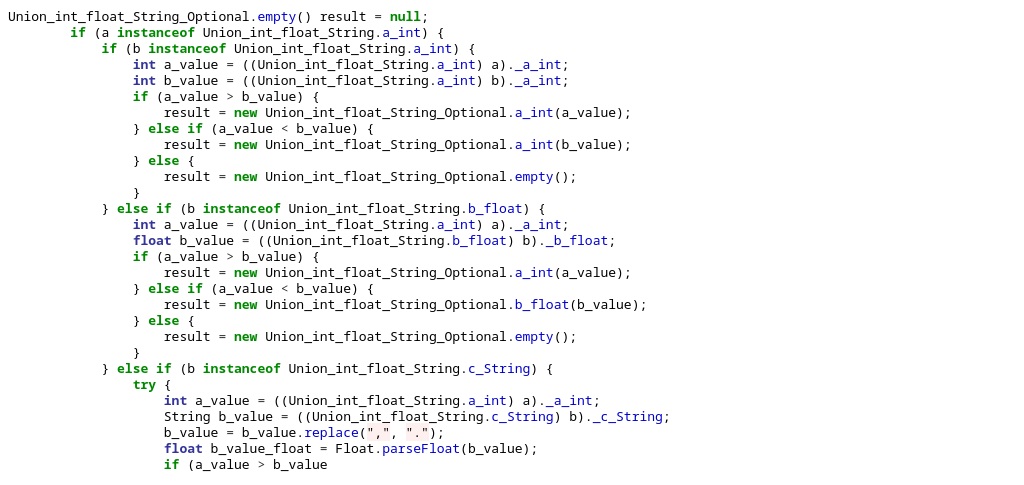 Union_int_float_String_Optional.empty() result = null;
        if (a instanceof Union_int_float_String.a_int) {
            if (b instanceof Union_int_float_String.a_int) {
                int a_value = ((Union_int_float_String.a_int) a)._a_int;
                int b_value = ((Union_int_float_String.a_int) b)._a_int;
                if (a_value > b_value) {
                    result = new Union_int_float_String_Optional.a_int(a_value);
                } else if (a_value < b_value) {
                    result = new Union_int_float_String_Optional.a_int(b_value);
                } else {
                    result = new Union_int_float_String_Optional.empty();
                }
            } else if (b instanceof Union_int_float_String.b_float) {
                int a_value = ((Union_int_float_String.a_int) a)._a_int;
                float b_value = ((Union_int_float_String.b_float) b)._b_float;
                if (a_value > b_value) {
                    result = new Union_int_float_String_Optional.a_int(a_value);
                } else if (a_value < b_value) {
                    result = new Union_int_float_String_Optional.b_float(b_value);
                } else {
                    result = new Union_int_float_String_Optional.empty();
                }
            } else if (b instanceof Union_int_float_String.c_String) {
                try {
                    int a_value = ((Union_int_float_String.a_int) a)._a_int;
                    String b_value = ((Union_int_float_String.c_String) b)._c_String;
                    b_value = b_value.replace(",", ".");
                    float b_value_float = Float.parseFloat(b_value);
                    if (a_value > b_value